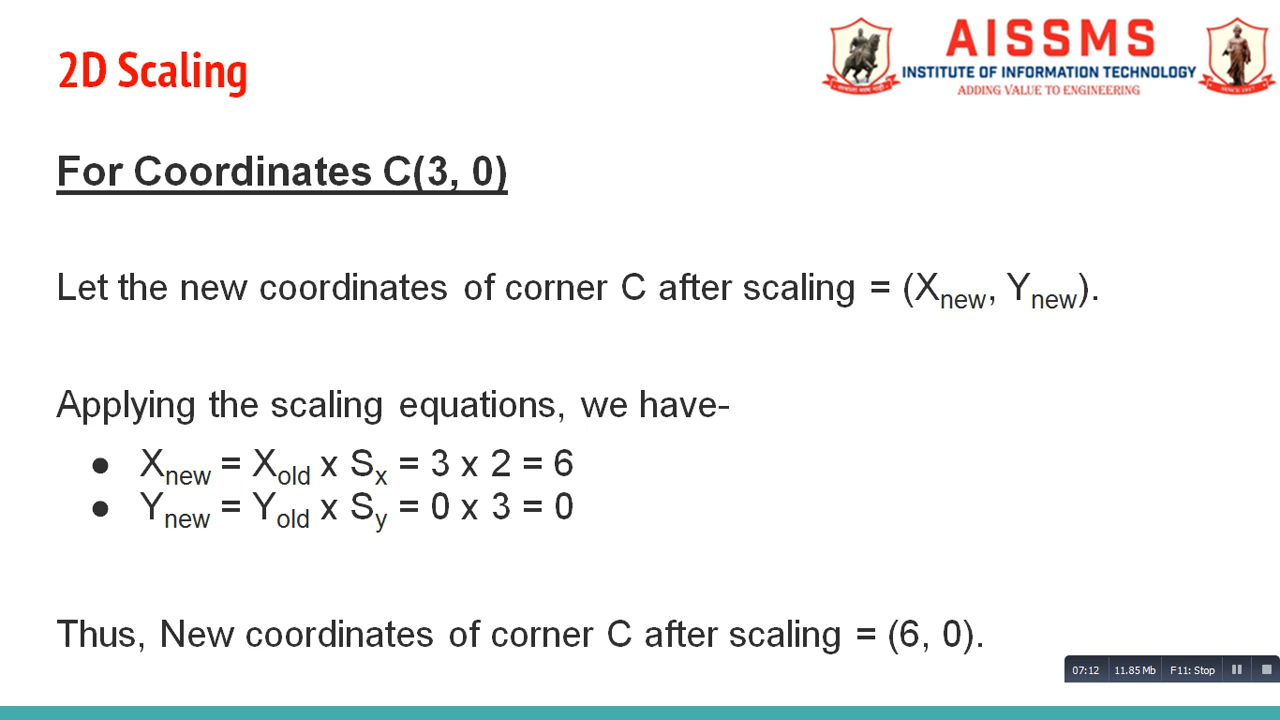 2D Scaling
AISSMS
INSTITUTE OF INFORMATION TECHNOLOGY
ADDING VALUE TO ENGINEERING
SINCE 1917
For Coordinates C(3, 0)
Let the new coordinates of corner C after scaling = (Xnew, Ynew).
Applying the scaling equations, we have-
● Xnew = Xold x Sx = 3 x 2 = 6
● Ynew = Yold x Sy = 0 x 3 = 0
Thus, New coordinates of corner C after scaling = (6, 0).
07:12 11.85 Mb F11: Stop